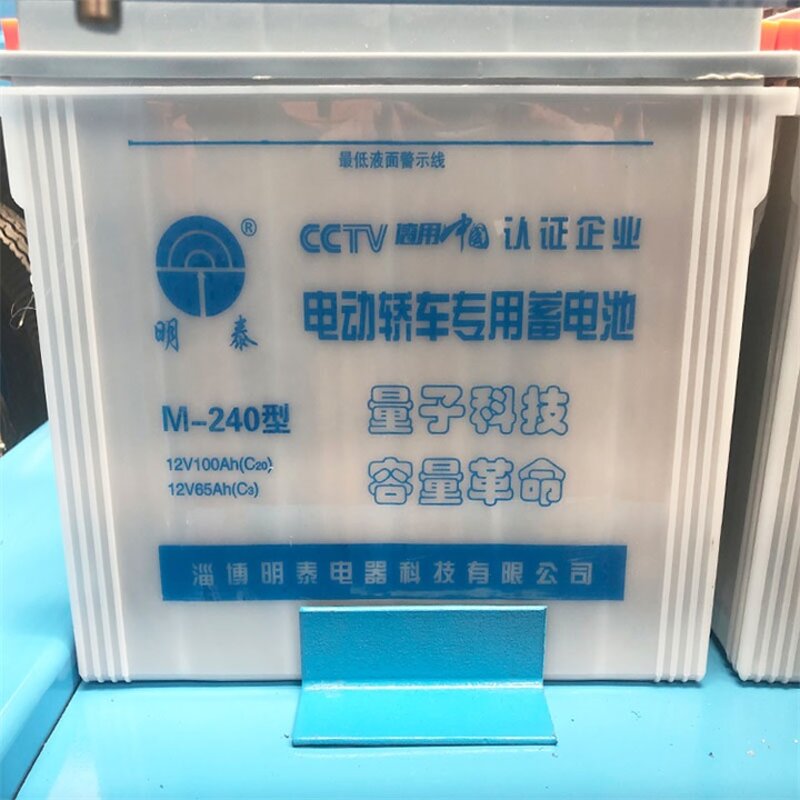 最低液面警示线
®
CCTV 信用中国 认证企业
明 泰
电动轿车专用蓄电池
M-240型
量子科技
12V100Ah(C20)
12V65Ah(C3)
容量革命
淄博明泰电器科技有限公司